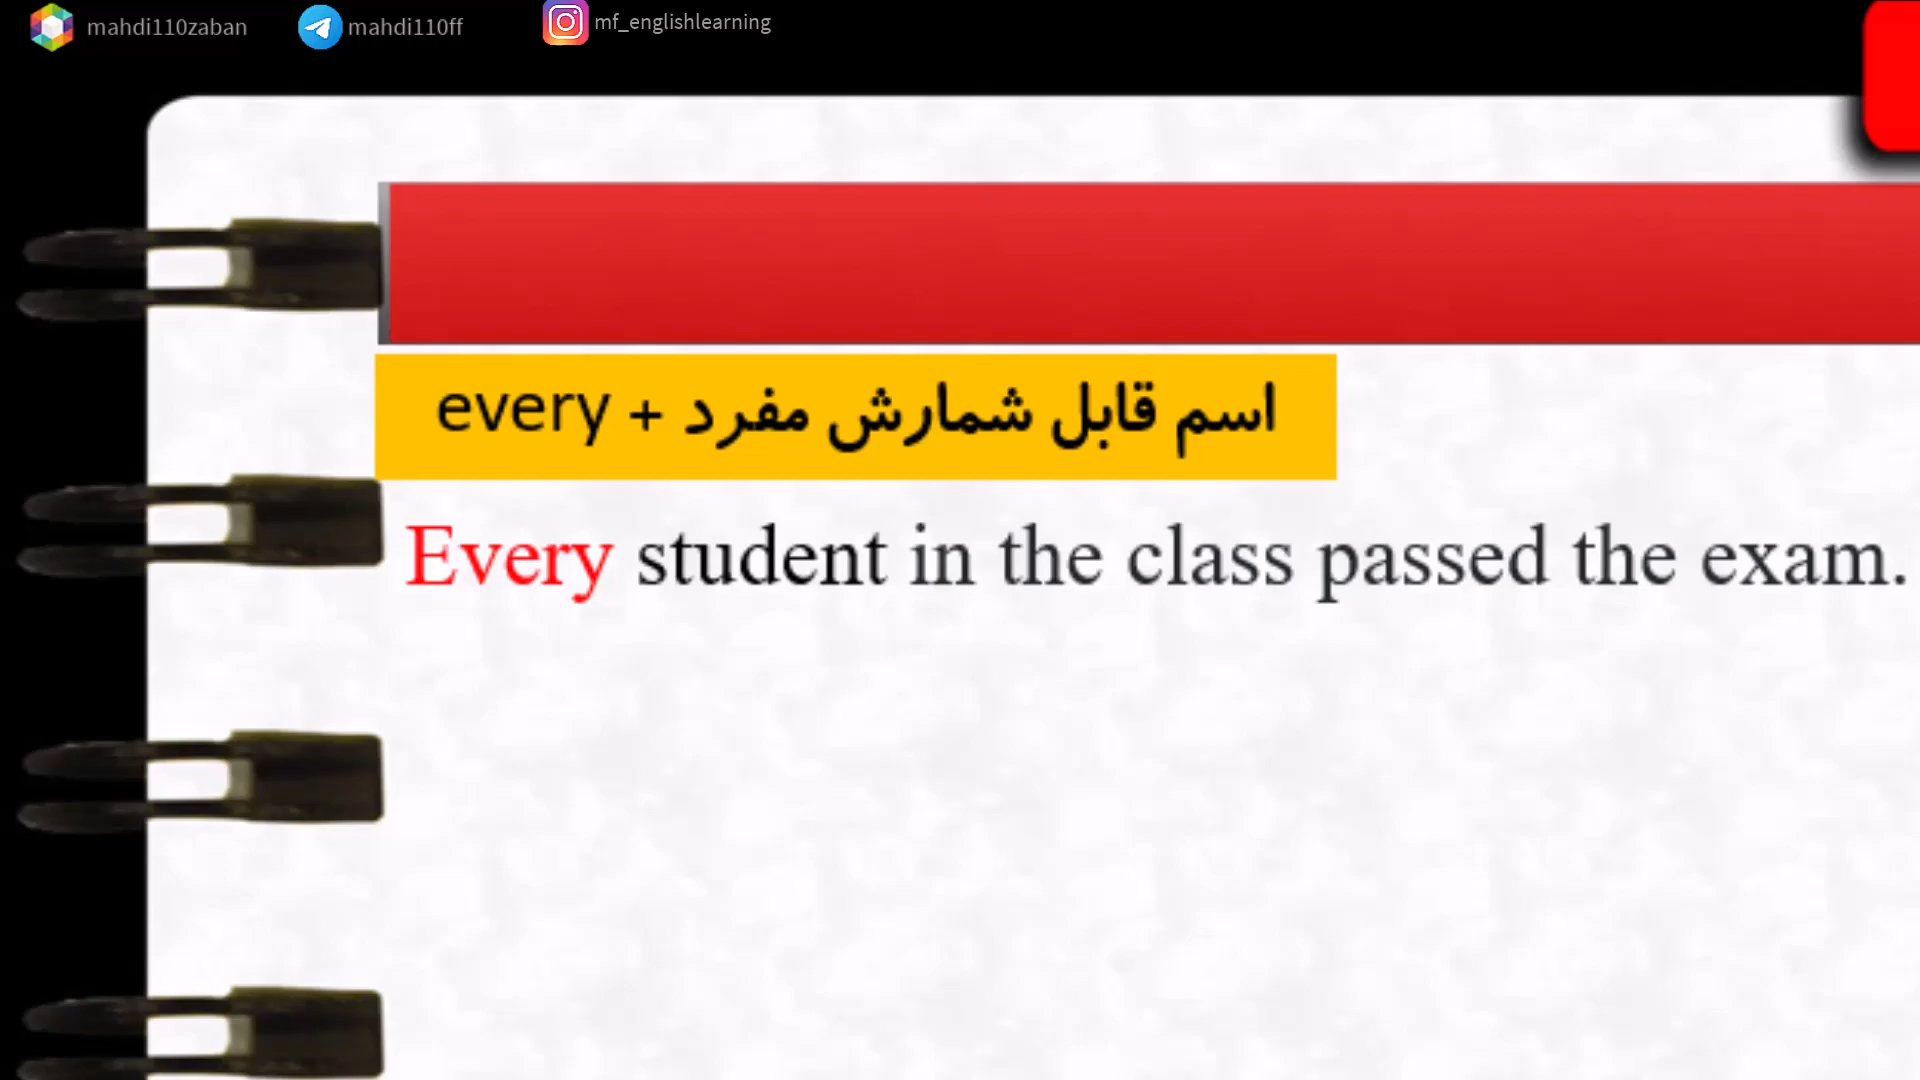 mahdi110zaban
mahdi110ff
mf_englishlearning
every + اسم قابل شمارش مفرد
Every student in the class passed the exam.